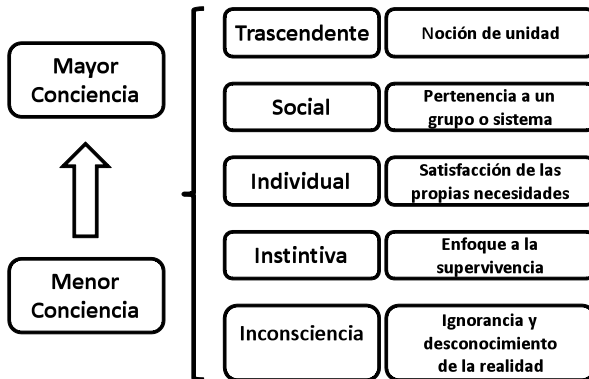 Mayor
Conciencia
Menor
Conciencia
Trascendente
Noción de unidad
Social
Pertenencia a un
grupo o sistema
Individual
Satisfacción de las
propias necesidades
Instintiva
Enfoque a la
supervivencia
Inconsciencia
Ignorancia y
desconocimiento
de la realidad